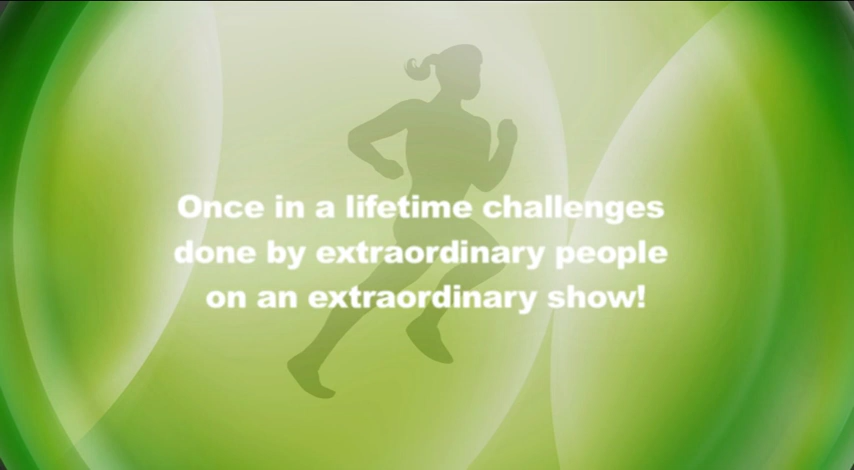 Once in a lifetime challenges
done by extraordinary people
on an extraordinary show!